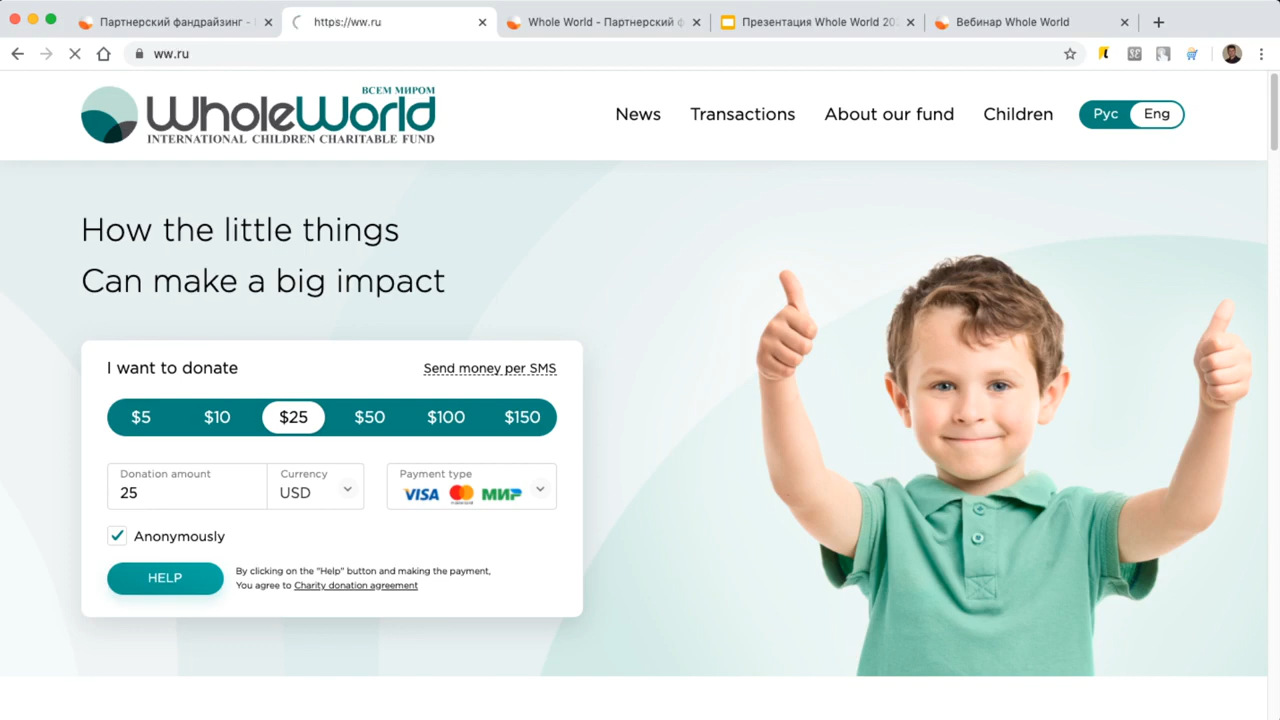 Партнерский фандрайзинг -
https://ww.ru
Whole World - Партнерский ф
Презентация Whole World 20
Вебинар Whole World
ww.ru
ВСЕМ МИРОМ
WholeWorld
INTERNATIONAL CHILDREN CHARITABLE FUND
News
Transactions
About our fund
Children
Рус
Eng
How the little things
Can make a big impact
I want to donate
Send money per SMS
$5
$10
$25
$50
$100
$150
Donation amount
25
Currency
USD
Payment type
VISA
МИР
Anonymously
HELP
By clicking on the "Help" button and making the payment,
You agree to Charity donation agreement